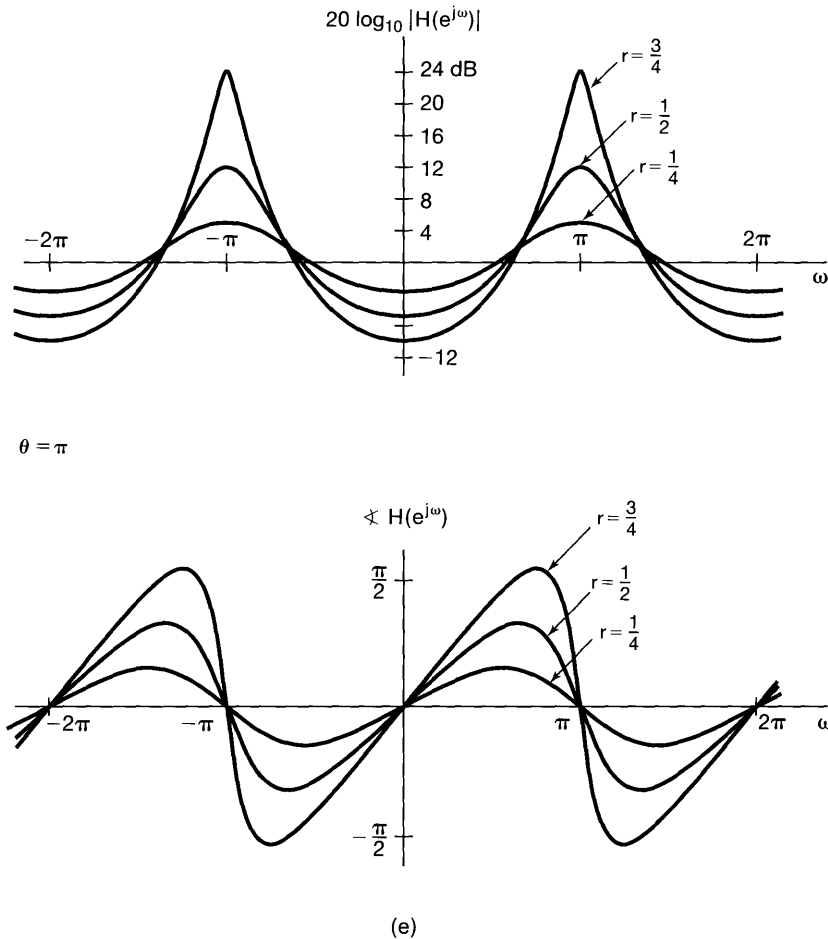 20 log₁₀ |H(e^{jω})|
24 dB
r = 3/4
20
16
r = 1/2
12
r = 1/4
8
4
−2π
−π
π
2π
ω
−12
θ = π
∢ H(e^{jω})
r = 3/4
π/2
r = 1/2
r = 1/4
−2π
−π
π
2π
ω
−π/2
(e)